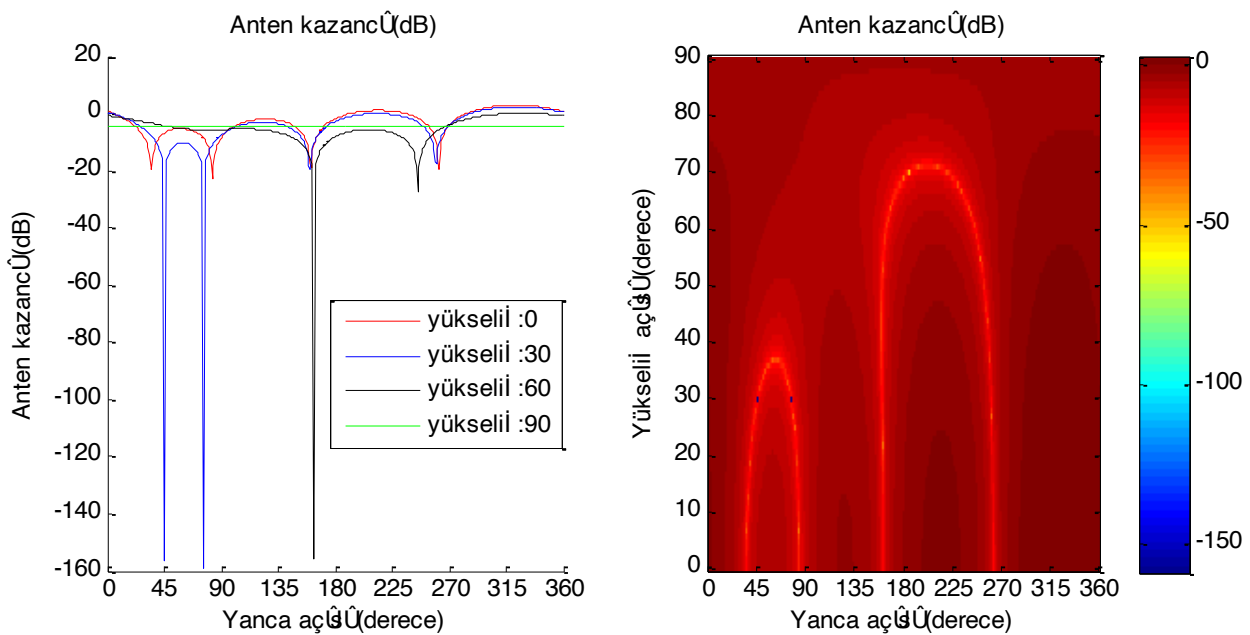 Anten kazancÛ(dB)
20
0
-20
-40
-60
-80
-100
-120
-140
-160
Anten kazancÛ(dB)
yükseliİ :0
yükseliİ :30
yükseliİ :60
yükseliİ :90
0 45 90 135 180 225 270 315 360
Yanca açÛsÛ(derece)
Anten kazancÛ(dB)
90
80
70
60
50
40
30
20
10
0
Yükseliİ açÛsÛ(derece)
0 45 90 135 180 225 270 315 360
Yanca açÛsÛ(derece)
0
-50
-100
-150